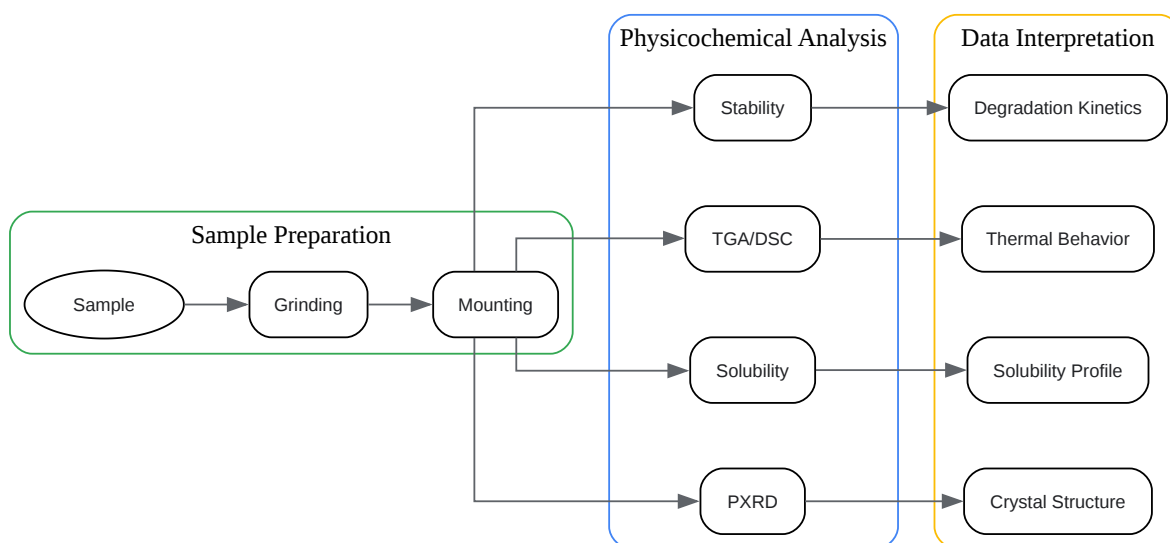 Physicochemical Analysis
Data Interpretation
Stability
Degradation Kinetics
Sample Preparation
TGA/DSC
Thermal Behavior
Sample
Grinding
Mounting
Solubility
Solubility Profile
PXRD
Crystal Structure